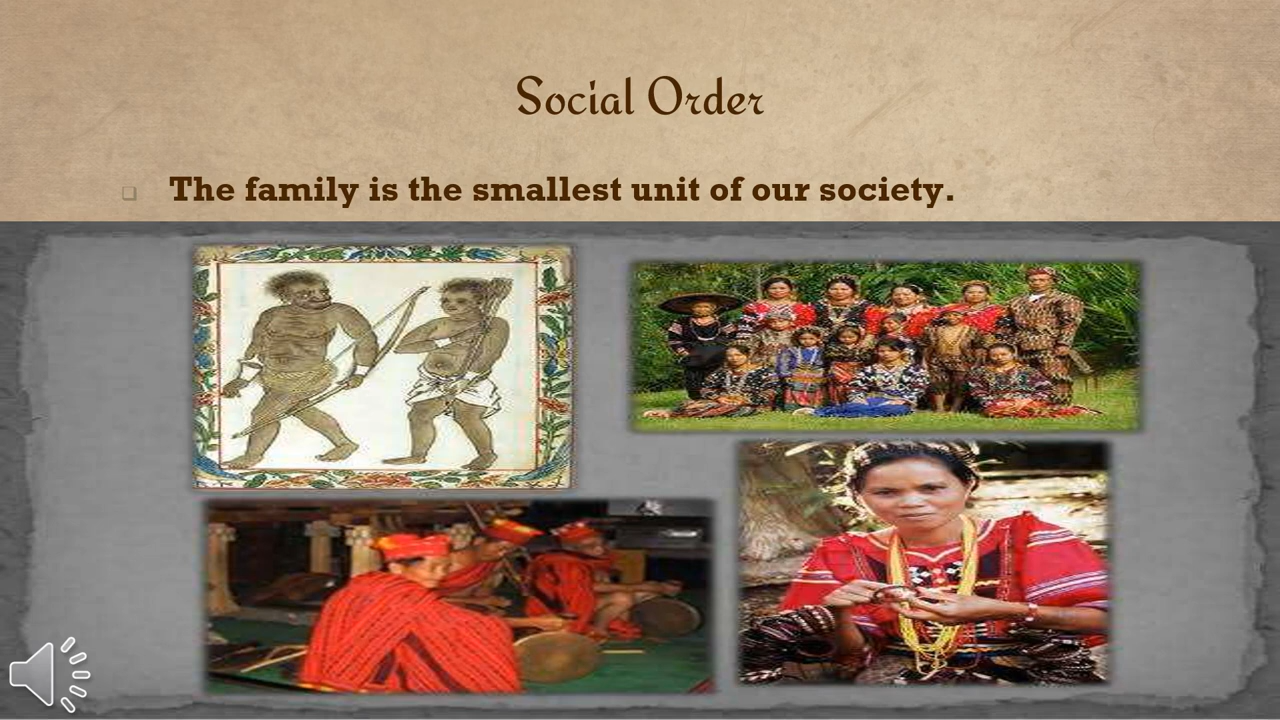 Social Order
The family is the smallest unit of our society.